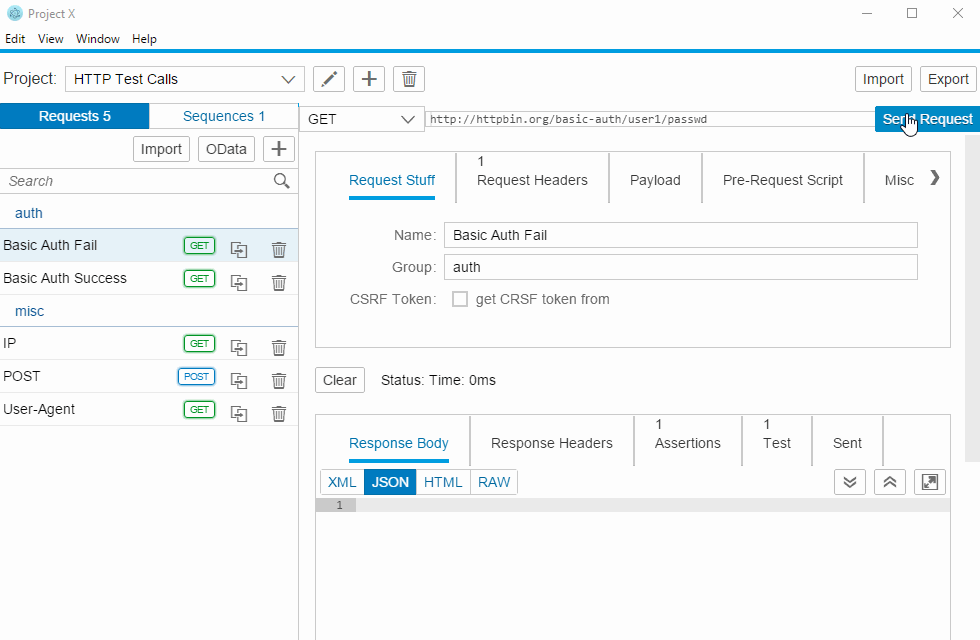 Project X
Edit View Window Help
Project: HTTP Test Calls Import Export
Requests 5 Sequences 1 GET http://httpbin.org/basic-auth/user1/passwd Send Request
Import OData
Search
auth
Basic Auth Fail GET
Basic Auth Success GET
misc
IP GET
POST POST
User-Agent GET
1
Request Stuff Request Headers Payload Pre-Request Script Misc
Name: Basic Auth Fail
Group: auth
CSRF Token: get CRSF token from
Clear Status: Time: 0ms
1 1
Response Body Response Headers Assertions Test Sent
XML JSON HTML RAW
1